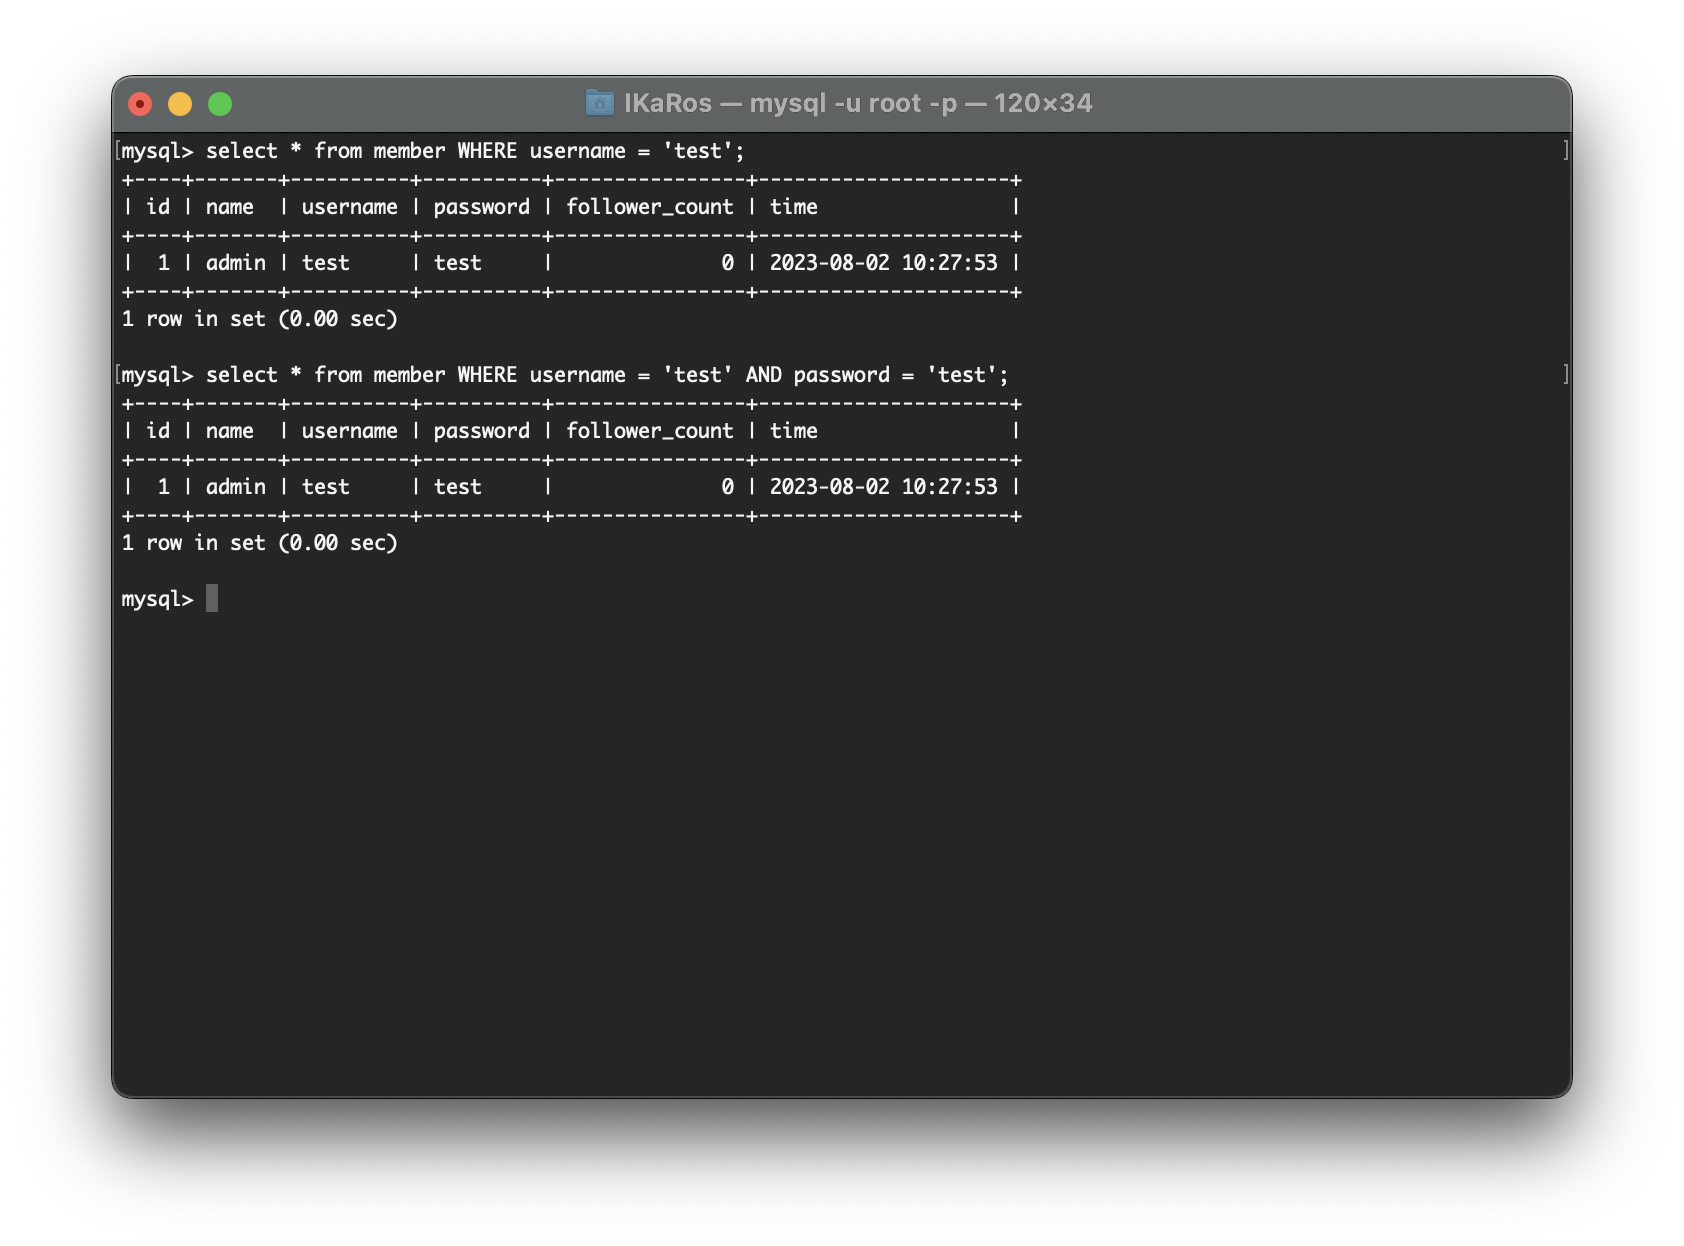 IKaRos — mysql -u root -p — 120×34
[mysql> select * from member WHERE username = 'test'; ]
+----+-------+----------+----------+----------------+---------------------+
| id | name  | username | password | follower_count | time                |
+----+-------+----------+----------+----------------+---------------------+
|  1 | admin | test     | test     |              0 | 2023-08-02 10:27:53 |
+----+-------+----------+----------+----------------+---------------------+
1 row in set (0.00 sec)
[mysql> select * from member WHERE username = 'test' AND password = 'test'; ]
+----+-------+----------+----------+----------------+---------------------+
| id | name  | username | password | follower_count | time                |
+----+-------+----------+----------+----------------+---------------------+
|  1 | admin | test     | test     |              0 | 2023-08-02 10:27:53 |
+----+-------+----------+----------+----------------+---------------------+
1 row in set (0.00 sec)
mysql>